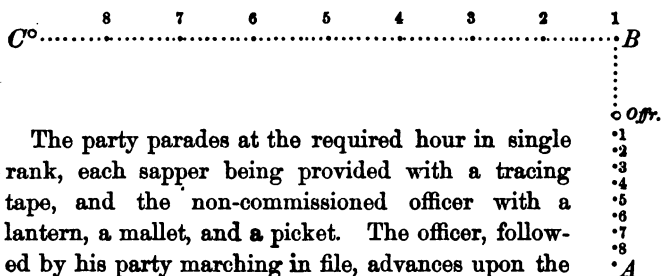 8 7 6 5 4 3 2 1
C B
Offr.
1
2
3
4
5
6
7
8
A
The party parades at the required hour in single
rank, each sapper being provided with a tracing
tape, and the non-commissioned officer with a
lantern, a mallet, and a picket. The officer, follow-
ed by his party marching in file, advances upon the